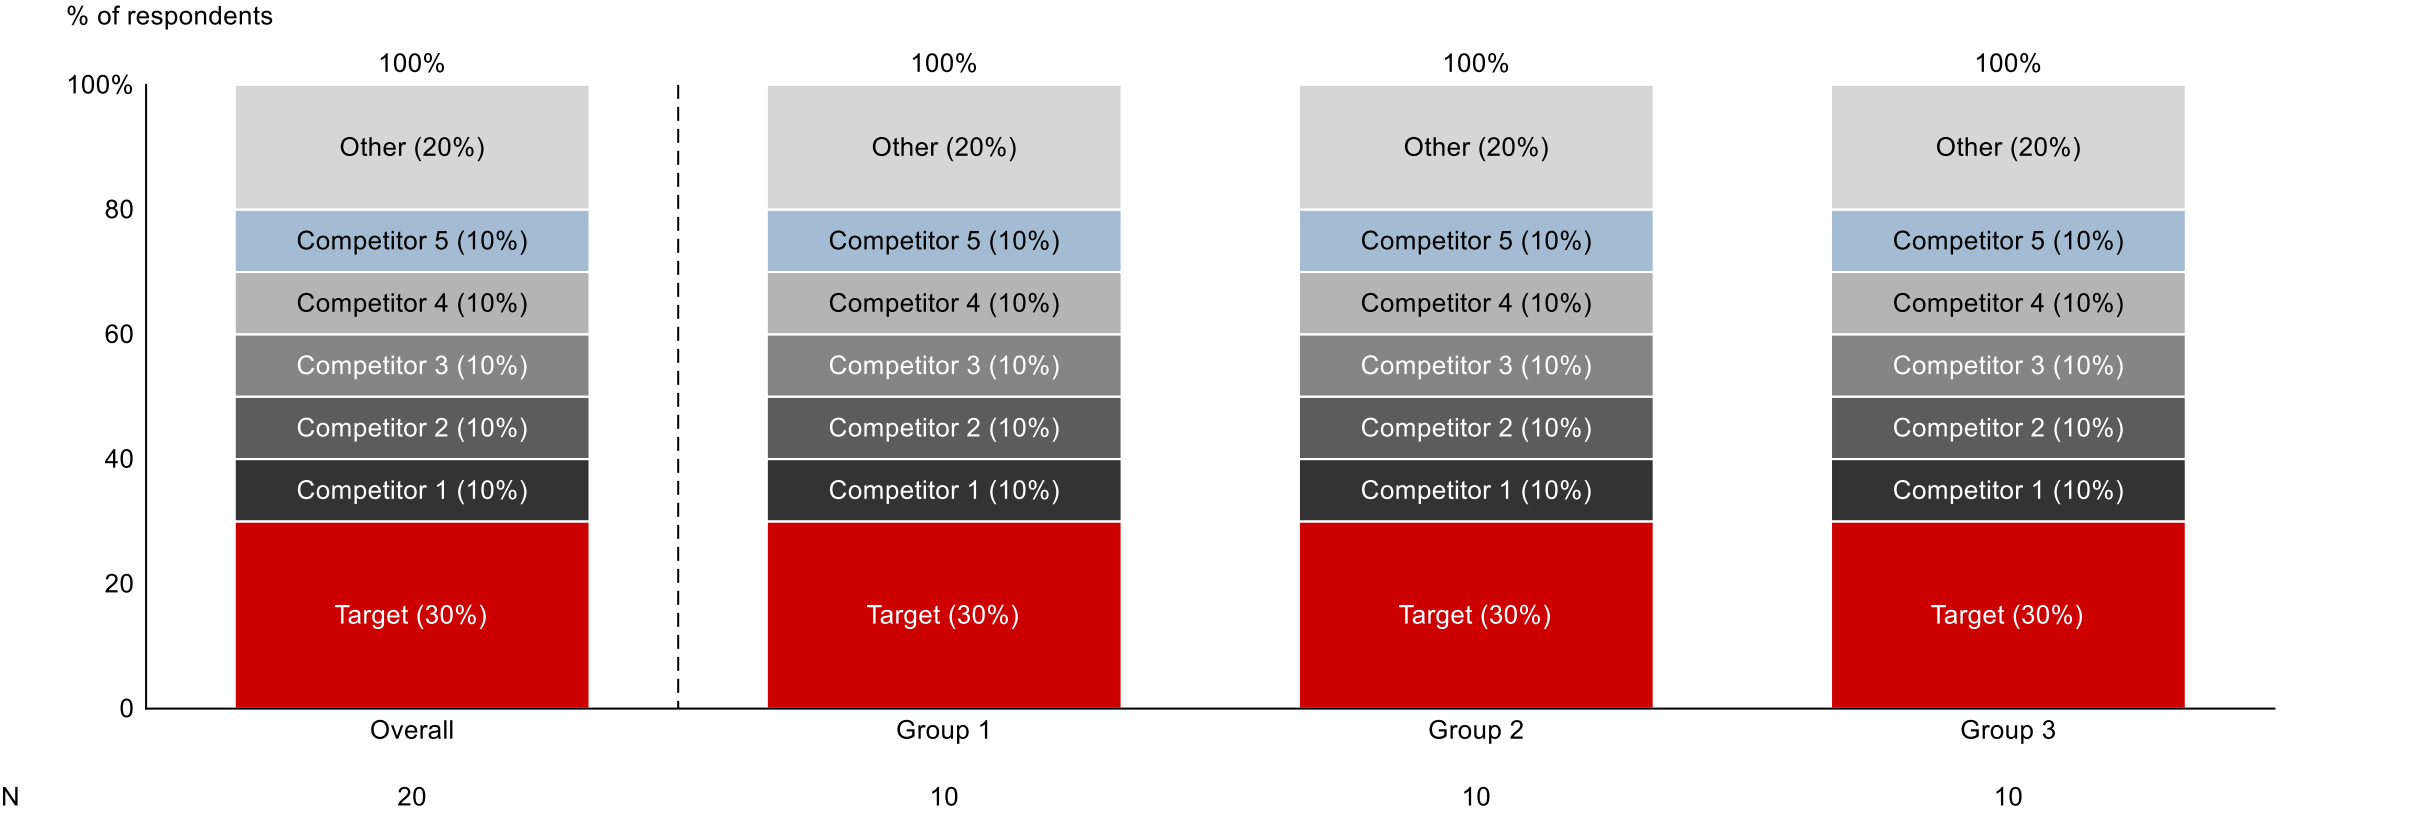 % of respondents
100% 100% 100% 100%
100%
Other (20%) Other (20%) Other (20%) Other (20%)
80
Competitor 5 (10%) Competitor 5 (10%) Competitor 5 (10%) Competitor 5 (10%)
Competitor 4 (10%) Competitor 4 (10%) Competitor 4 (10%) Competitor 4 (10%)
60
Competitor 3 (10%) Competitor 3 (10%) Competitor 3 (10%) Competitor 3 (10%)
Competitor 2 (10%) Competitor 2 (10%) Competitor 2 (10%) Competitor 2 (10%)
40
Competitor 1 (10%) Competitor 1 (10%) Competitor 1 (10%) Competitor 1 (10%)
20
Target (30%) Target (30%) Target (30%) Target (30%)
0
Overall Group 1 Group 2 Group 3
N 20 10 10 10